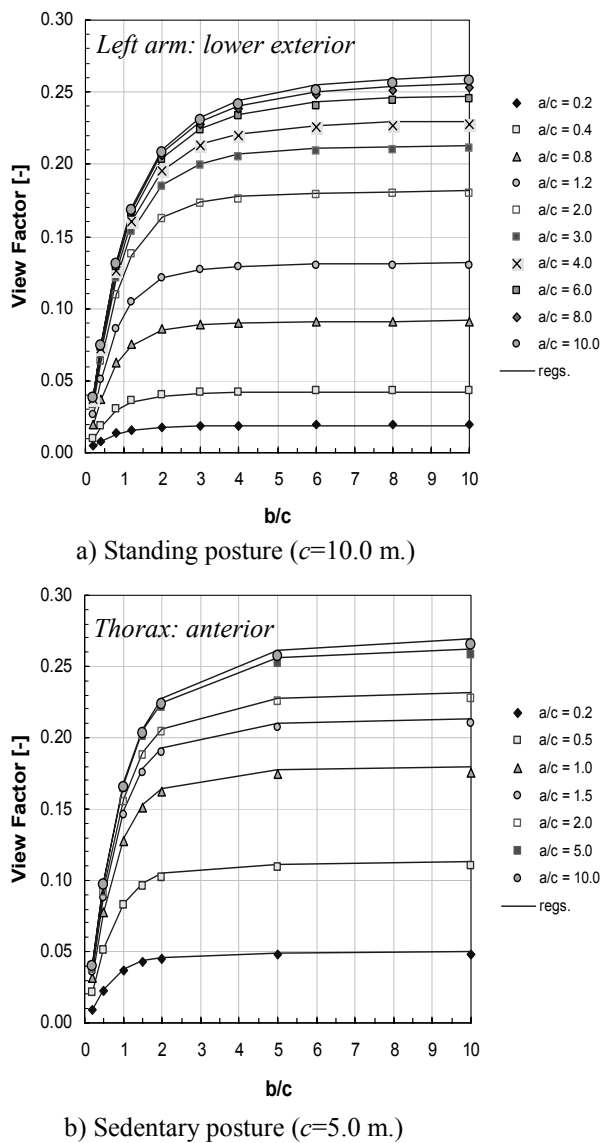 Left arm: lower exterior
View Factor [-]
0.30
0.25
0.20
0.15
0.10
0.05
0.00
0 1 2 3 4 5 6 7 8 9 10
b/c
a/c = 0.2
a/c = 0.4
a/c = 0.8
a/c = 1.2
a/c = 2.0
a/c = 3.0
a/c = 4.0
a/c = 6.0
a/c = 8.0
a/c = 10.0
regs.
a) Standing posture (c=10.0 m.)
Thorax: anterior
View Factor [-]
0.30
0.25
0.20
0.15
0.10
0.05
0.00
0 1 2 3 4 5 6 7 8 9 10
b/c
a/c = 0.2
a/c = 0.5
a/c = 1.0
a/c = 1.5
a/c = 2.0
a/c = 5.0
a/c = 10.0
regs.
b) Sedentary posture (c=5.0 m.)